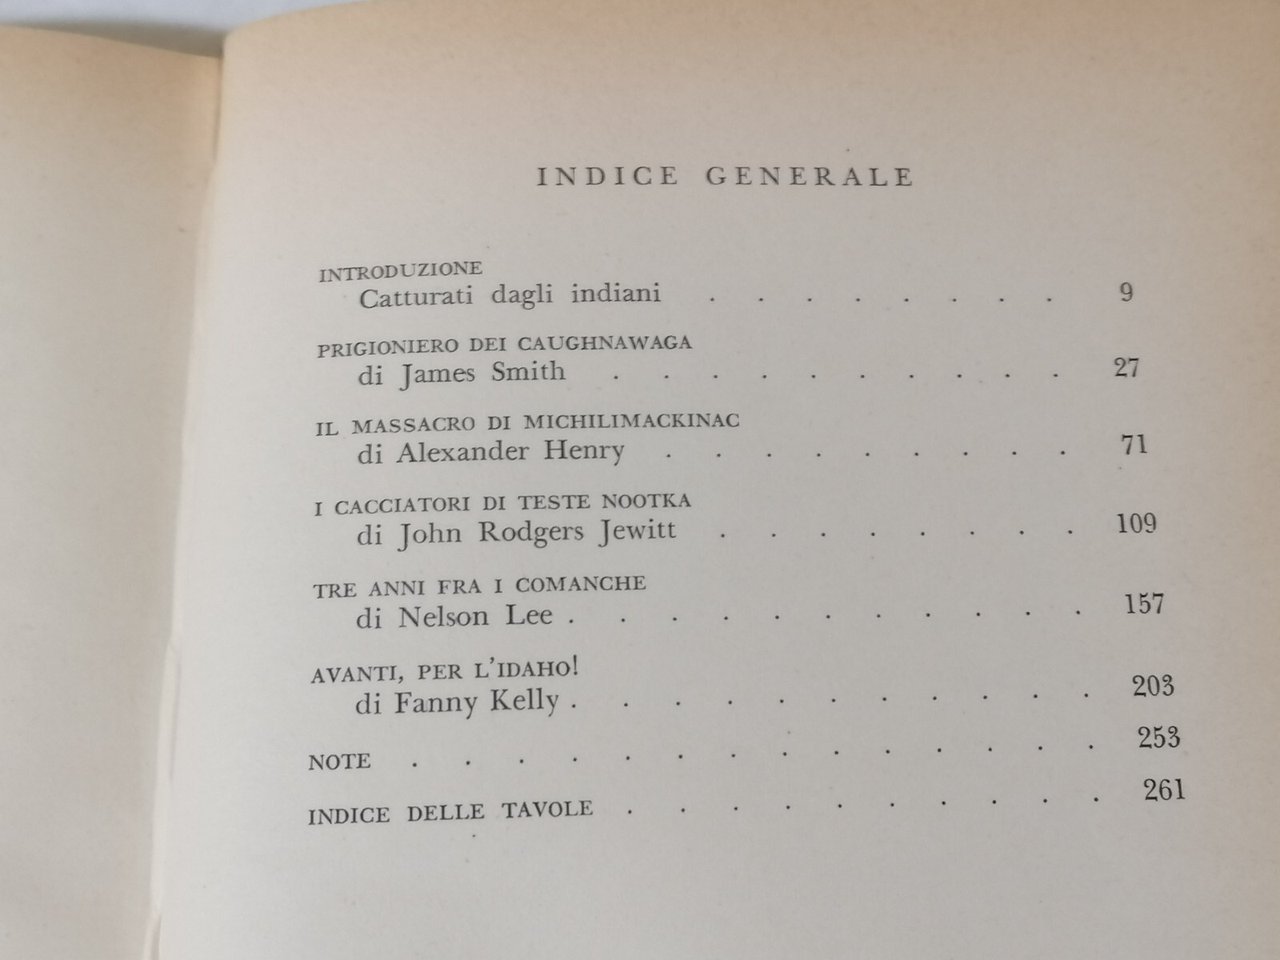 INDICE GENERALE
INTRODUZIONE
Catturati dagli indiani . . . . . . . . 9
PRIGIONIERO DEI CAUGHNAWAGA
di James Smith . . . . . . . . . . 27
IL MASSACRO DI MICHILIMACKINAC
di Alexander Henry . . . . . . . . . 71
I CACCIATORI DI TESTE NOOTKA
di John Rodgers Jewitt . . . . . . . . 109
TRE ANNI FRA I COMANCHE
di Nelson Lee . . . . . . . . . . . 157
AVANTI, PER L'IDAHO!
di Fanny Kelly . . . . . . . . . . . 203
NOTE . . . . . . . . . . . . . . 253
INDICE DELLE TAVOLE . . . . . . . . . . 261